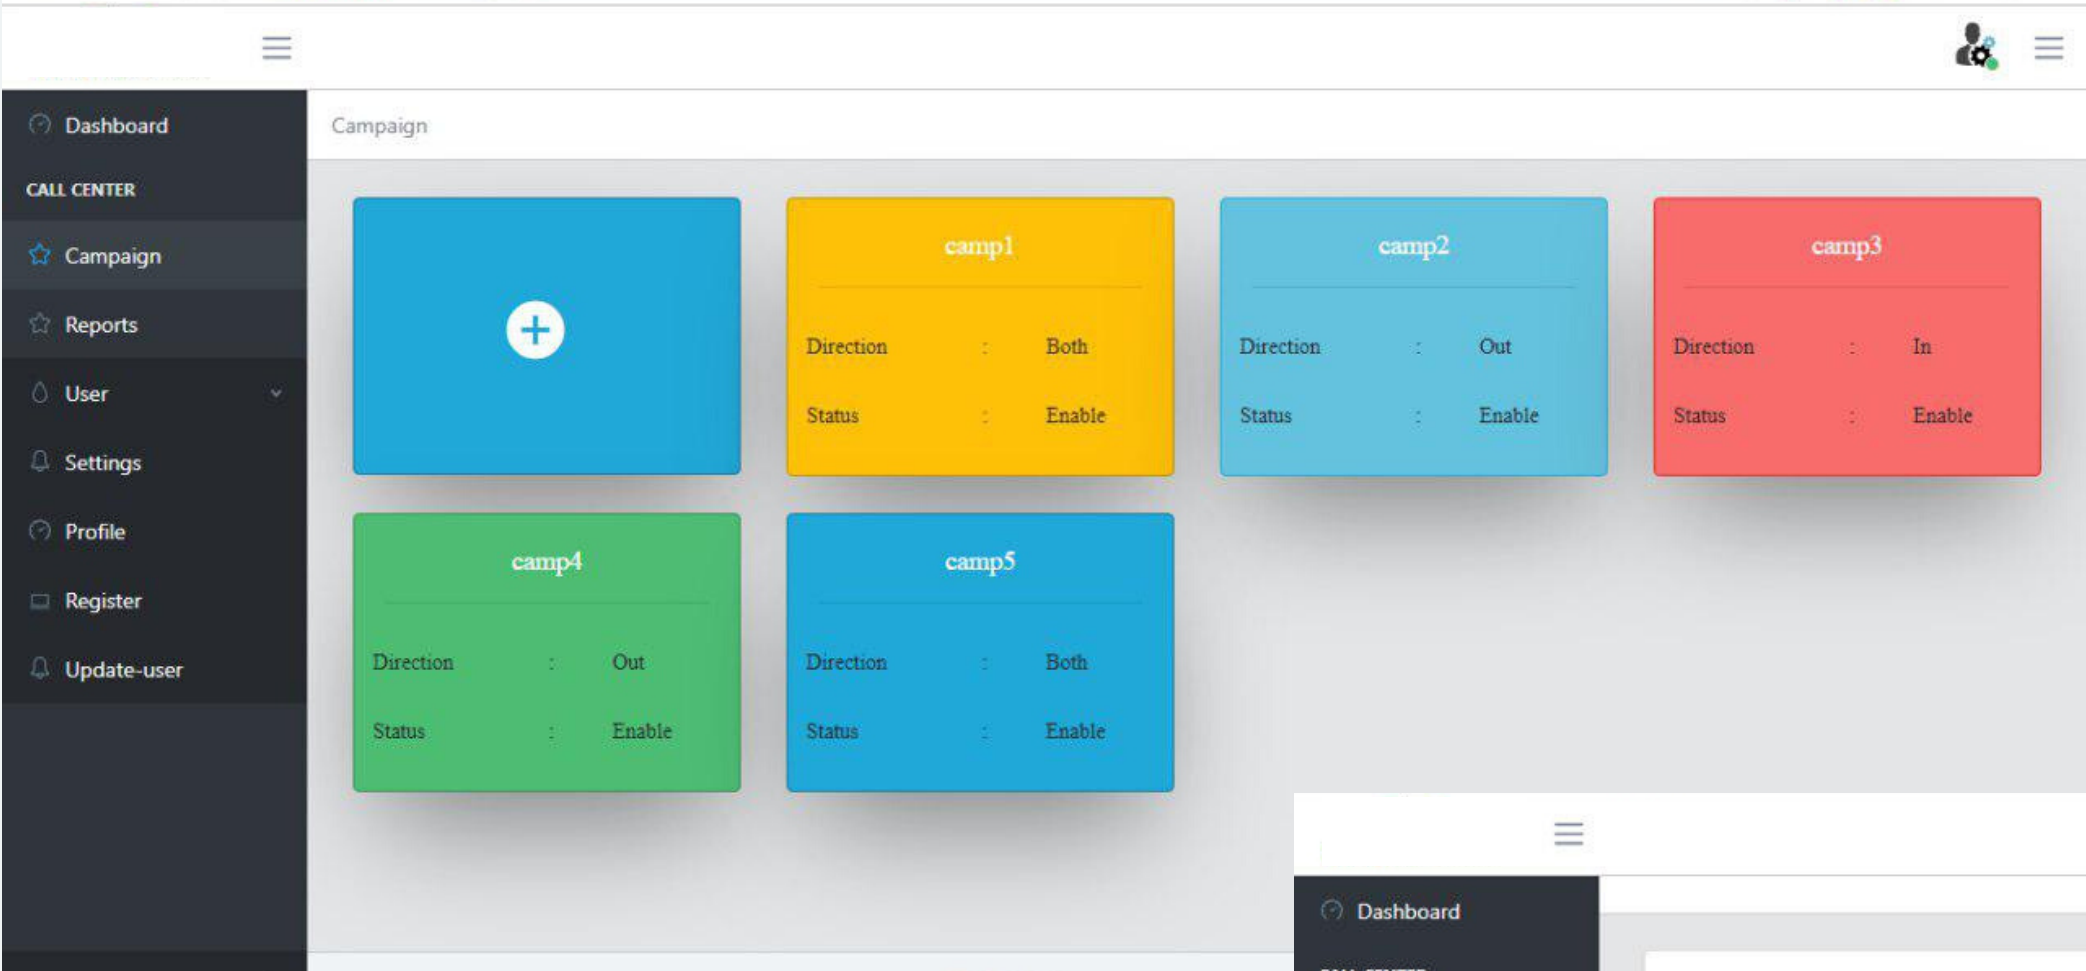 Dashboard
Campaign
CALL CENTER
Campaign
Reports
User
Settings
Profile
Register
Update-user
camp1
Direction : Both
Status : Enable
camp2
Direction : Out
Status : Enable
camp3
Direction : In
Status : Enable
camp4
Direction : Out
Status : Enable
camp5
Direction : Both
Status : Enable
Dashboard
CALL CENTER